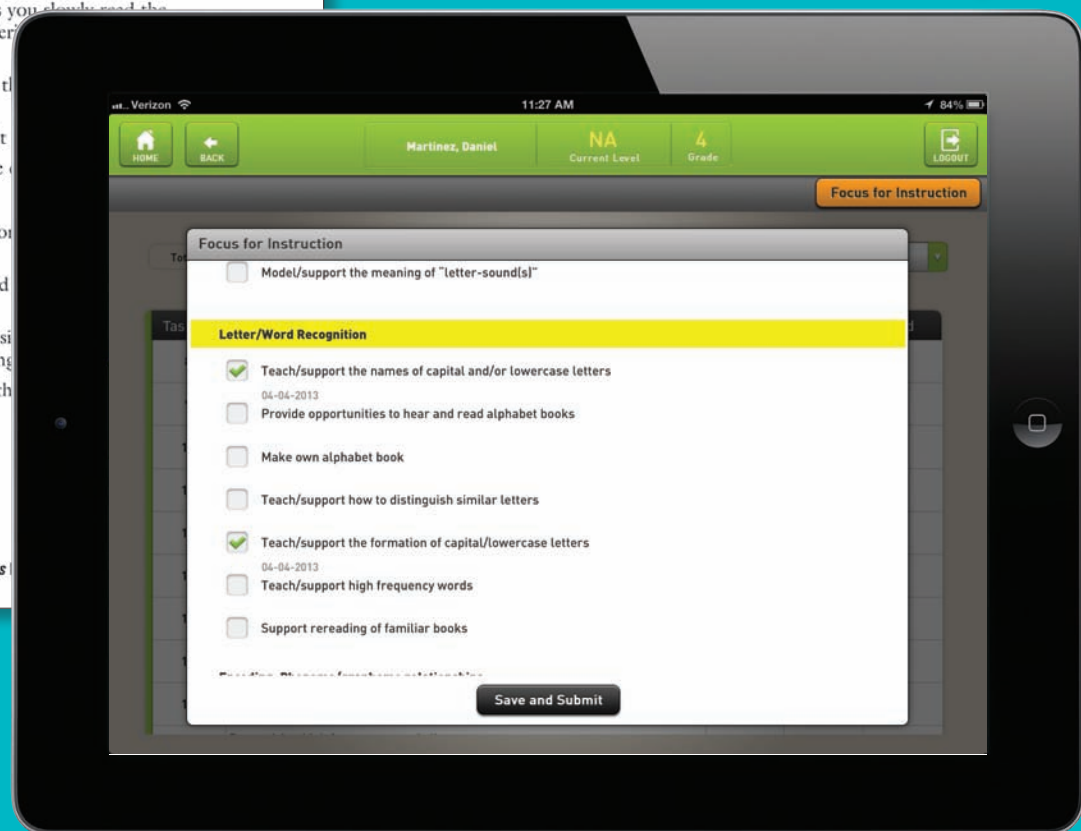 s you slowly read the
Verizon 11:27 AM 84%
HOME
BACK
Martinez, Daniel
NA
Current Level
4
Grade
LOGOUT
Focus for Instruction
Focus for Instruction
Model/support the meaning of "letter-sound(s)"
Letter/Word Recognition
Teach/support the names of capital and/or lowercase letters
04-04-2013
Provide opportunities to hear and read alphabet books
Make own alphabet book
Teach/support how to distinguish similar letters
Teach/support the formation of capital/lowercase letters
04-04-2013
Teach/support high frequency words
Support rereading of familiar books
Save and Submit